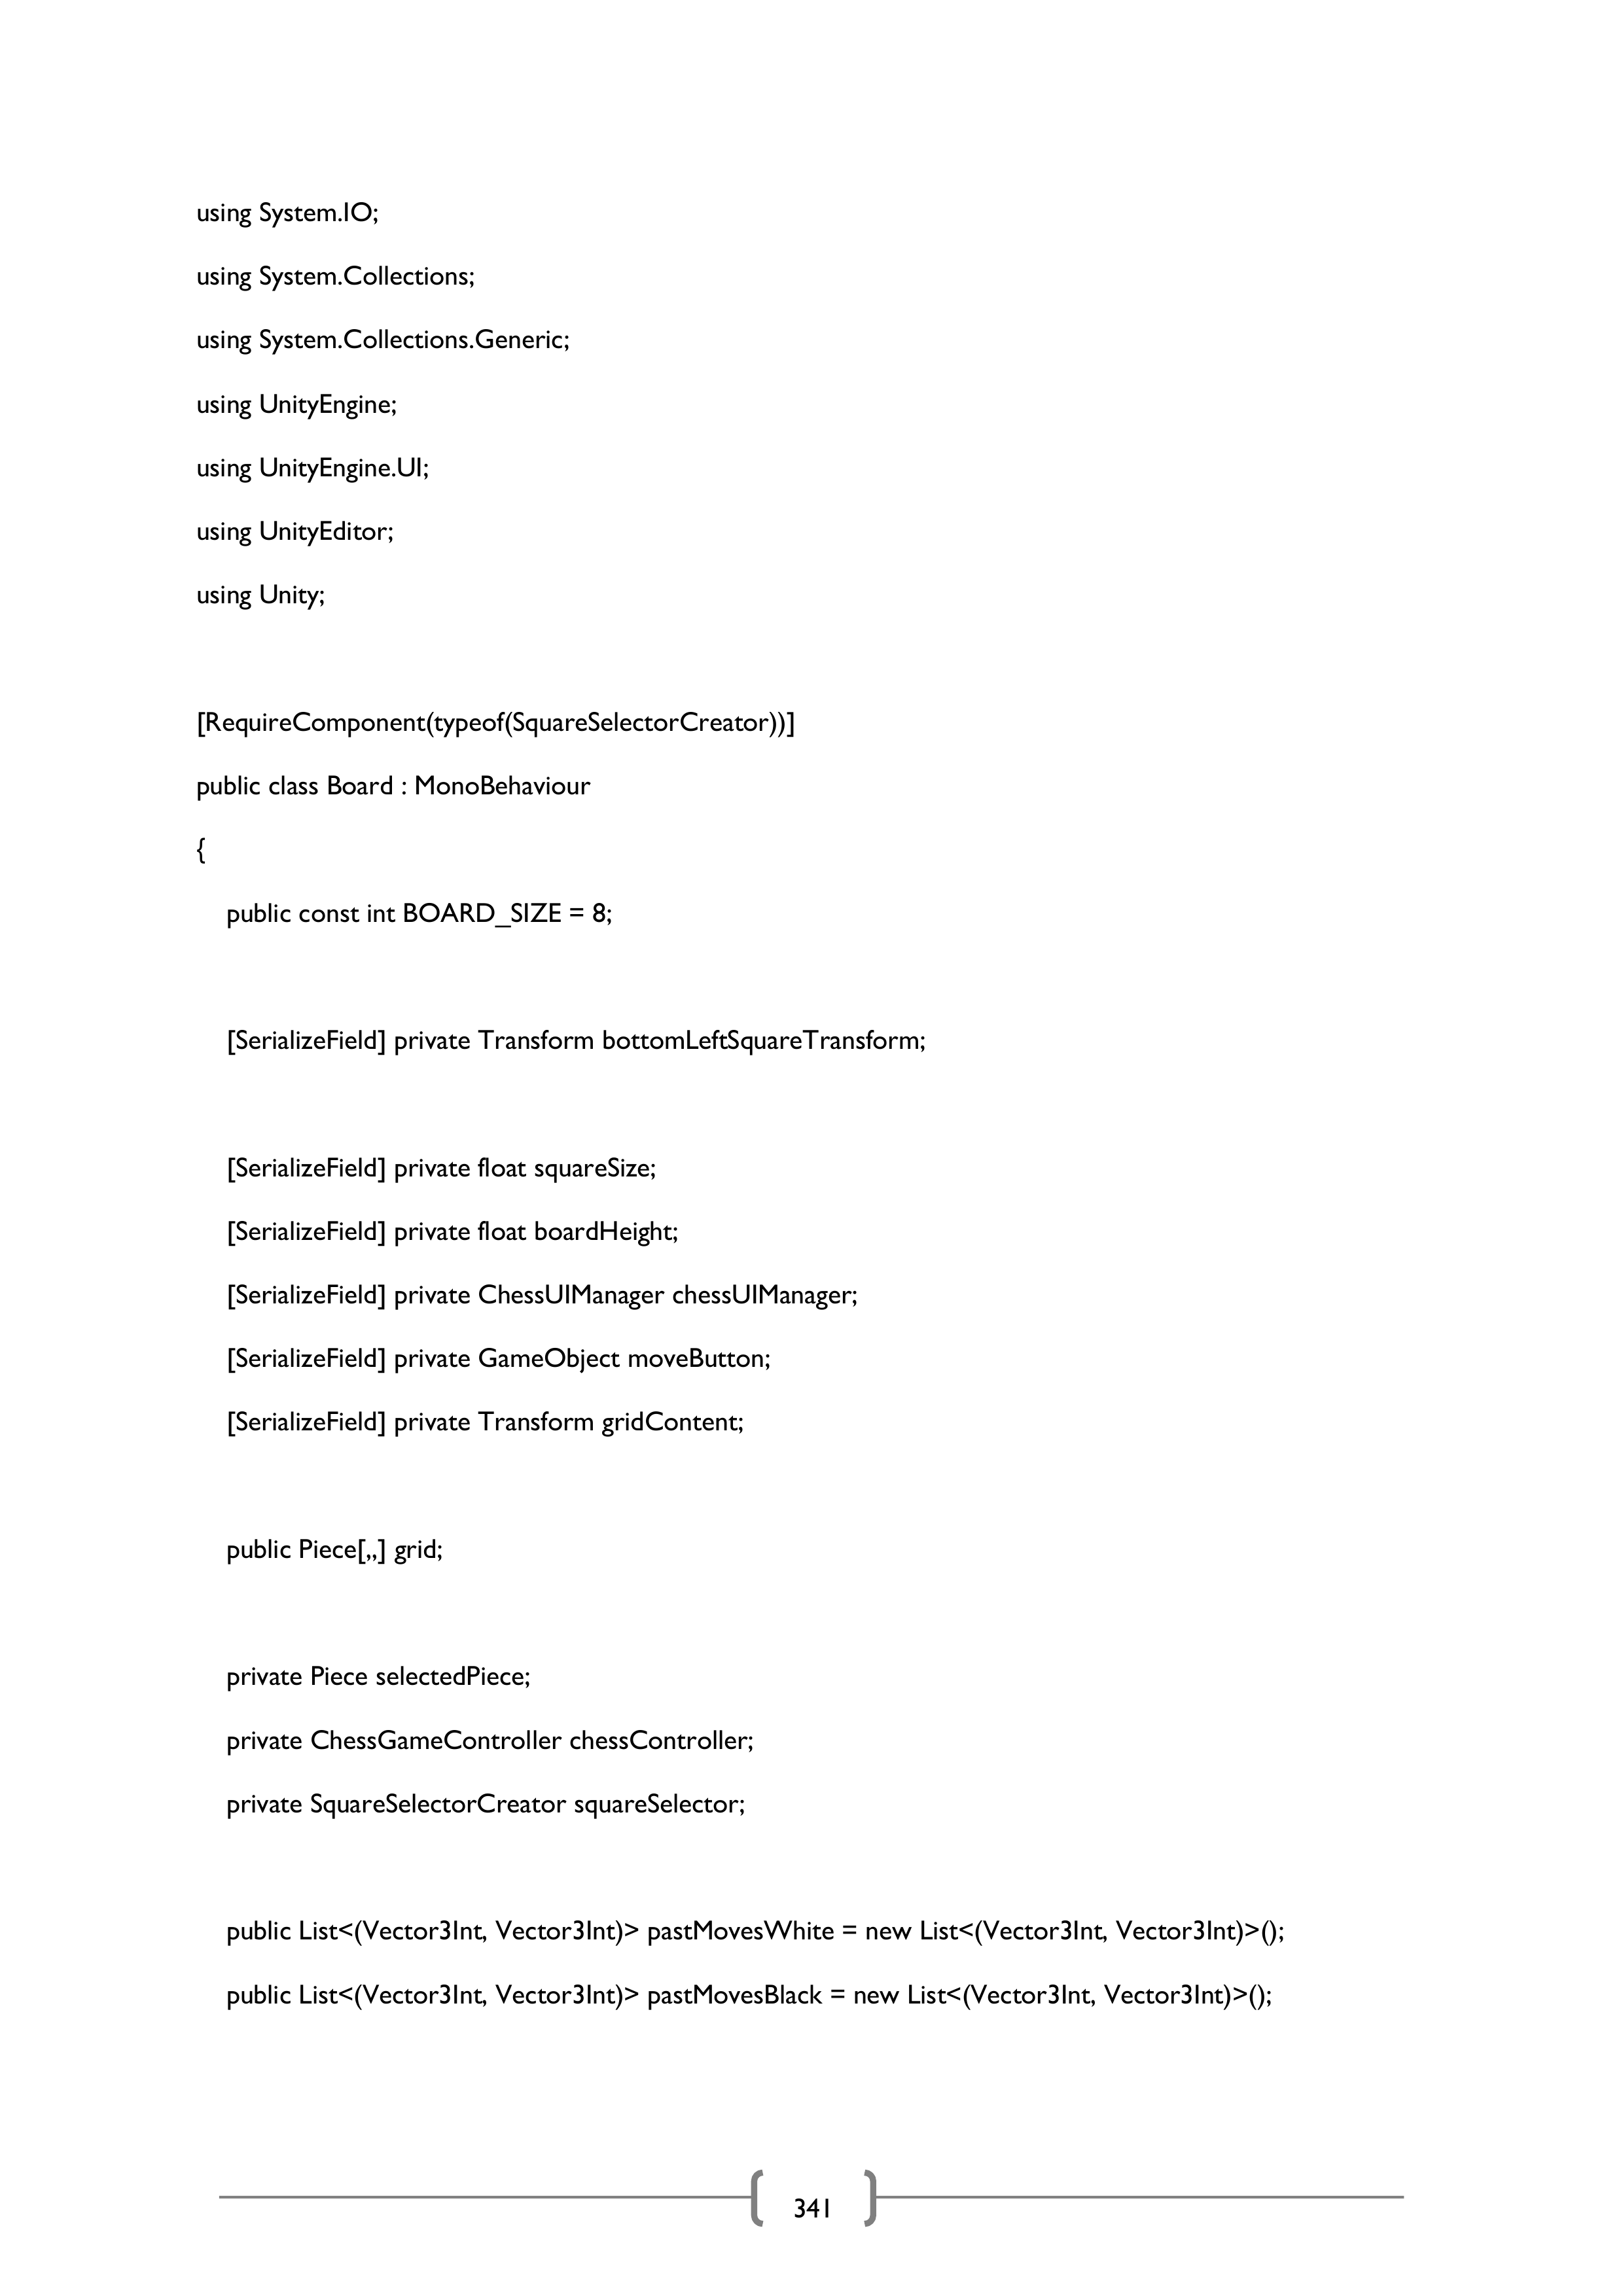 using System.IO;
using System.Collections;
using System.Collections.Generic;
using UnityEngine;
using UnityEngine.UI;
using UnityEditor;
using Unity;
[RequireComponent(typeof(SquareSelectorCreator))]
public class Board : MonoBehaviour
{
public const int BOARD_SIZE = 8;
[SerializeField] private Transform bottomLeftSquareTransform;
[SerializeField] private float squareSize;
[SerializeField] private float boardHeight;
[SerializeField] private ChessUIManager chessUIManager;
[SerializeField] private GameObject moveButton;
[SerializeField] private Transform gridContent;
public Piece[,,] grid;
private Piece selectedPiece;
private ChessGameController chessController;
private SquareSelectorCreator squareSelector;
public List<(Vector3Int, Vector3Int)> pastMovesWhite = new List<(Vector3Int, Vector3Int)>();
public List<(Vector3Int, Vector3Int)> pastMovesBlack = new List<(Vector3Int, Vector3Int)>();
341